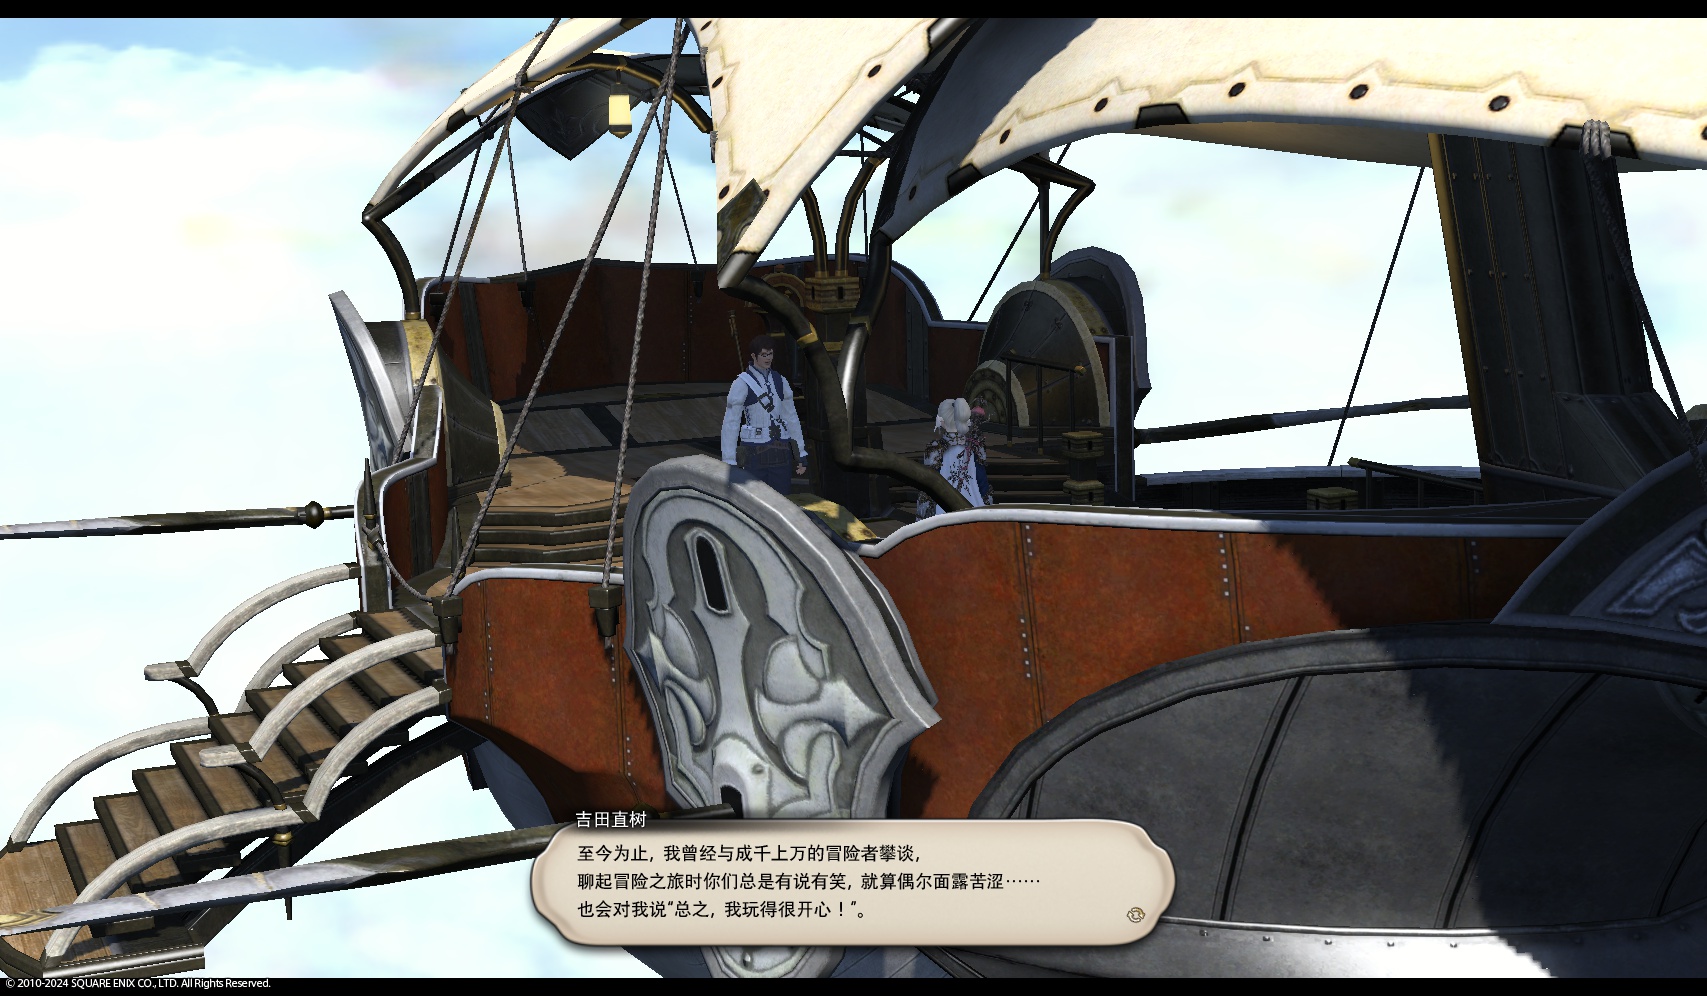 吉田直树
至今为止，我曾经与成千上万的冒险者攀谈，
聊起冒险之旅时你们总是有说有笑，就算偶尔面露苦涩……
也会对我说“总之，我玩得很开心！”。
© 2010-2024 SQUARE ENIX CO., LTD. All Rights Reserved.